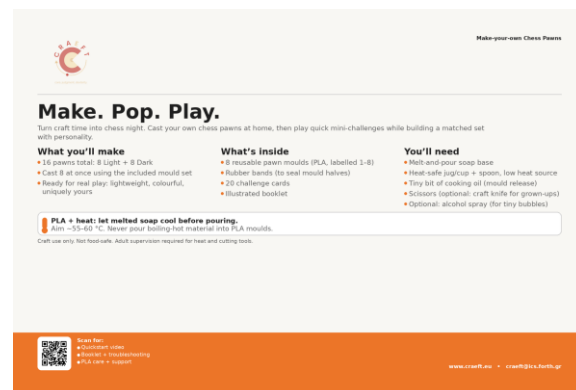 CRAEFT
Make-your-own Chess Pawns
Make. Pop. Play.
Turn craft time into chess night. Cast your own chess pawns at home, then play quick mini-challenges while building a matched set
with personality.
What you'll make
• 16 pawns total: 8 Light + 8 Dark
• Cast 8 at once using the included mould set
• Ready for real play: lightweight, colourful,
uniquely yours
What's inside
• 8 reusable pawn moulds (PLA, labelled 1–8)
• Rubber bands (to seal mould halves)
• 20 challenge cards
• Illustrated booklet
You'll need
• Melt-and-pour soap base
• Heat-safe jug/cup + spoon, low heat source
• Tiny bit of cooking oil (mould release)
• Scissors (optional: craft knife for grown-ups)
• Optional: alcohol spray (for tiny bubbles)
PLA + heat: let melted soap cool before pouring.
Aim ~55–60 °C. Never pour boiling-hot material into PLA moulds.
Craft use only. Not food-safe. Adult supervision required for heat and cutting tools.
Scan for:
• Quickstart video
• Booklet + troubleshooting
• PLA care + support
www.craeft.eu • craeft@ics.forth.gr